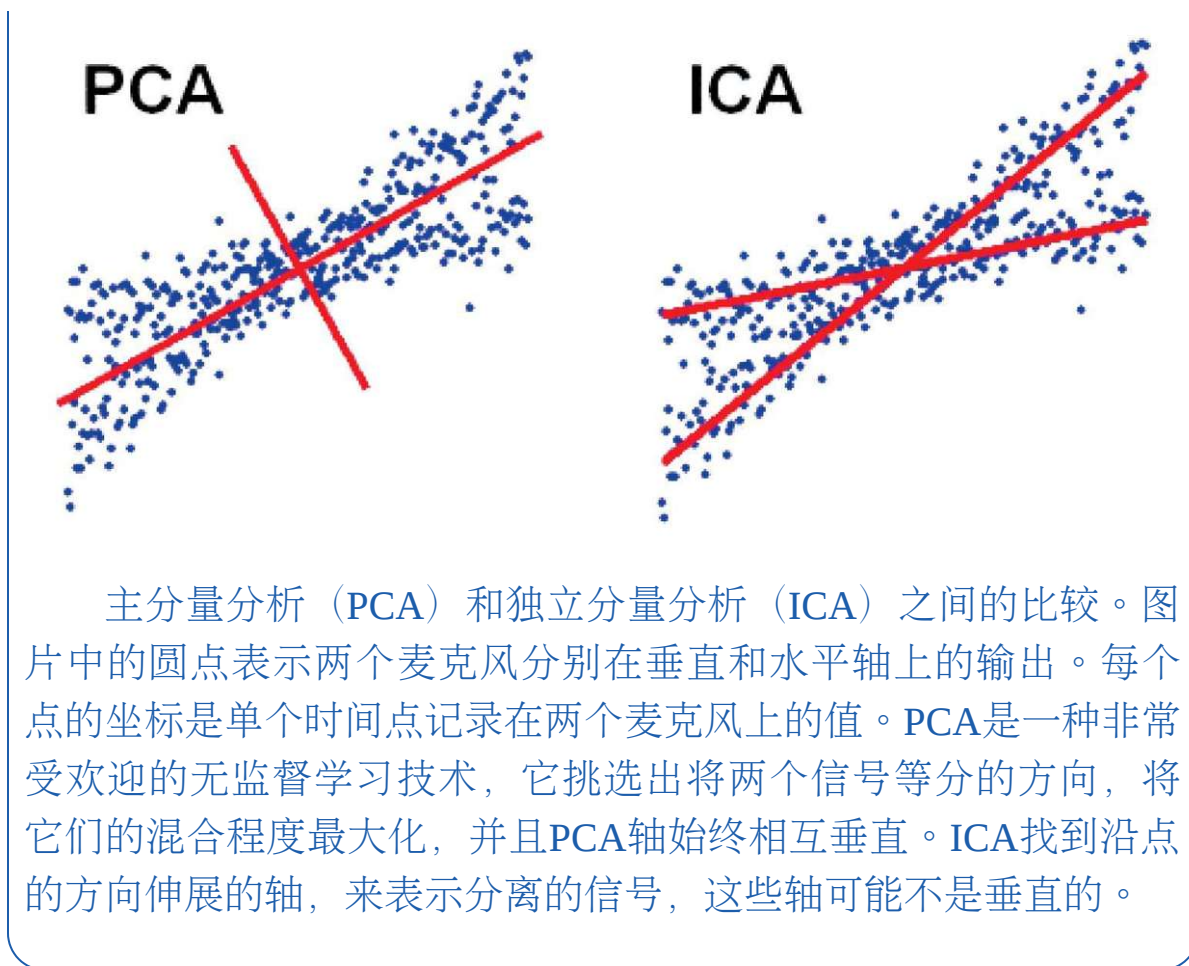 PCA
ICA
主分量分析（PCA）和独立分量分析（ICA）之间的比较。图
片中的圆点表示两个麦克风分别在垂直和水平轴上的输出。每个
点的坐标是单个时间点记录在两个麦克风上的值。PCA是一种非常
受欢迎的无监督学习技术，它挑选出将两个信号等分的方向，将
它们的混合程度最大化，并且PCA轴始终相互垂直。ICA找到沿点
的方向伸展的轴，来表示分离的信号，这些轴可能不是垂直的。